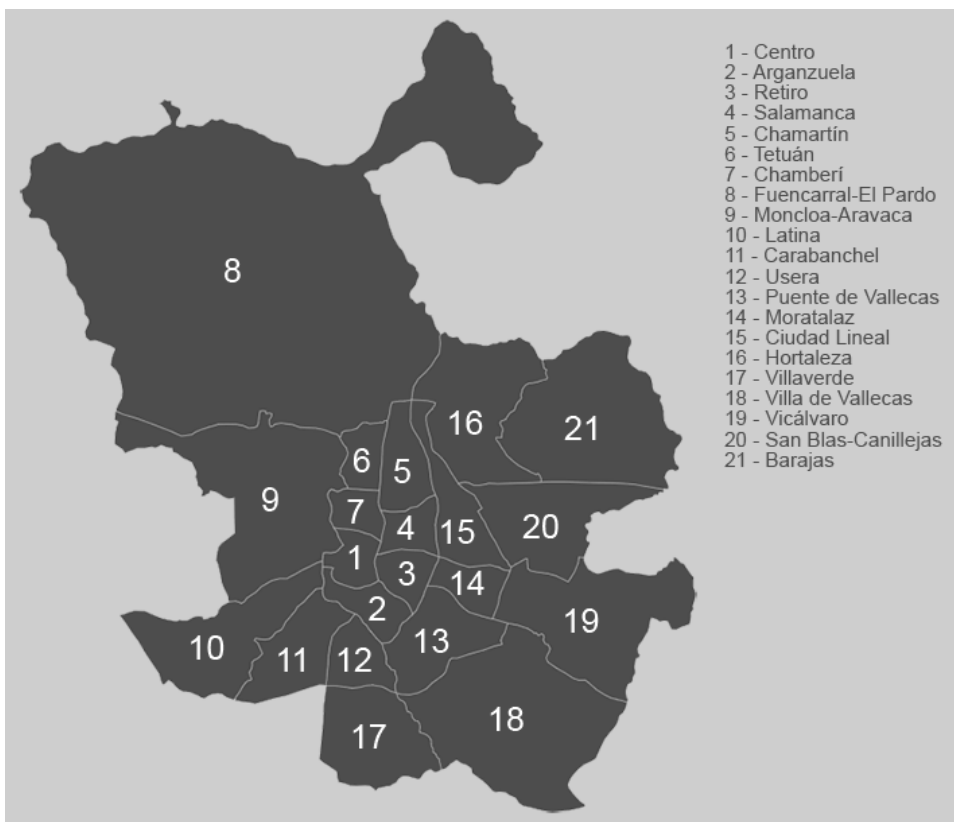 1 - Centro
2 - Arganzuela
3 - Retiro
4 - Salamanca
5 - Chamartín
6 - Tetuán
7 - Chamberí
8 - Fuencarral-El Pardo
9 - Moncloa-Aravaca
10 - Latina
11 - Carabanchel
12 - Usera
13 - Puente de Vallecas
14 - Moratalaz
15 - Ciudad Lineal
16 - Hortaleza
17 - Villaverde
18 - Villa de Vallecas
19 - Vicálvaro
20 - San Blas-Canillejas
21 - Barajas
8
16
21
6
5
9
7
4
15
20
1
3
14
2
19
13
10
11
12
18
17